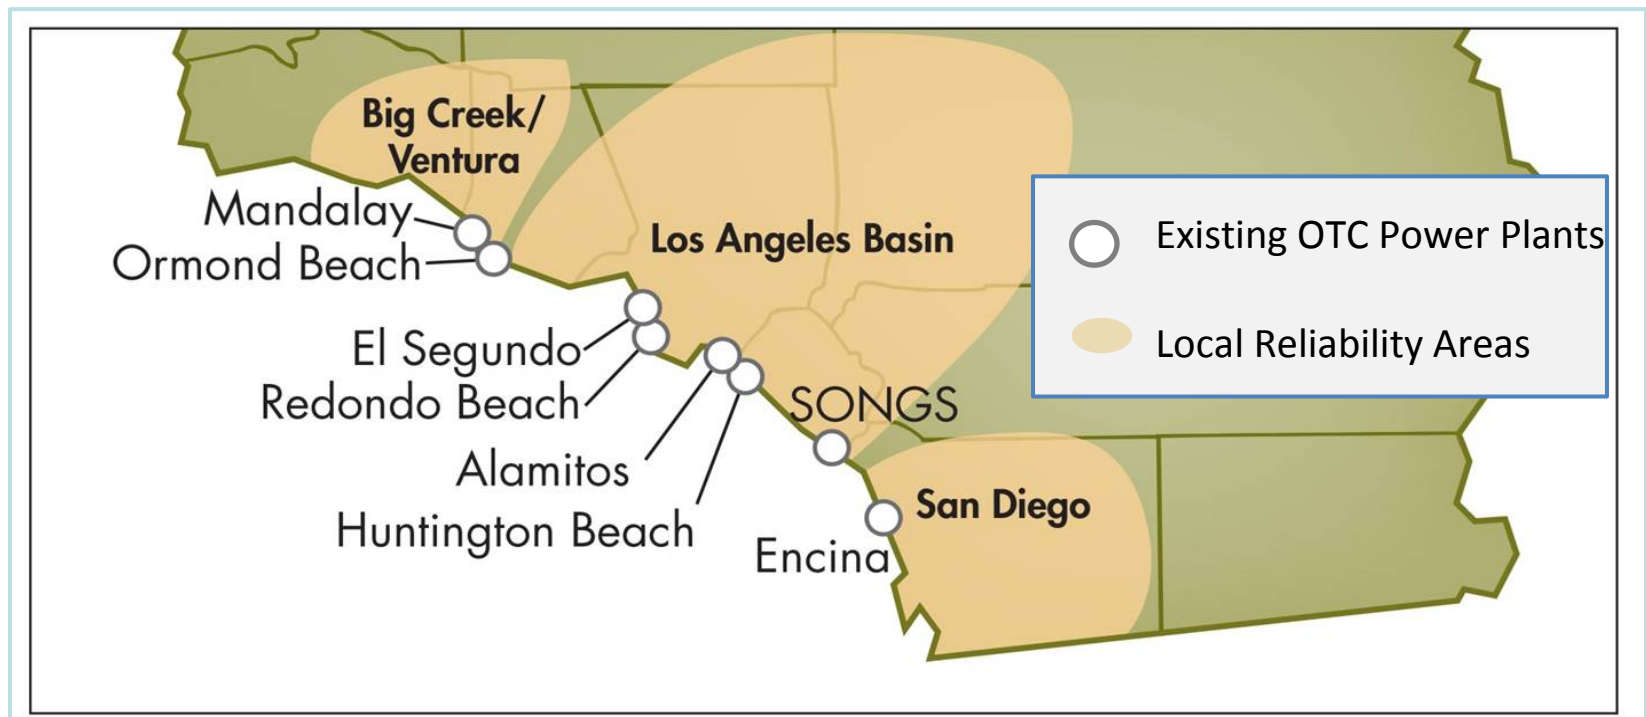 Big Creek/
Ventura
Mandalay
Ormond Beach
Los Angeles Basin
Existing OTC Power Plants
Local Reliability Areas
El Segundo
Redondo Beach
SONGS
Alamitos
Huntington Beach
San Diego
Encina